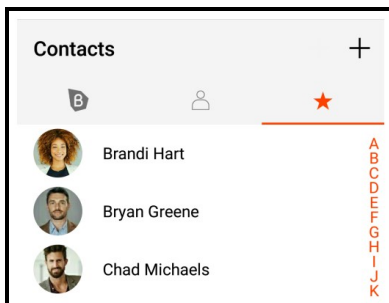 Contacts
B
Brandi Hart
A
B
C
D
Bryan Greene
E
F
G
H
Chad Michaels
I
J
K